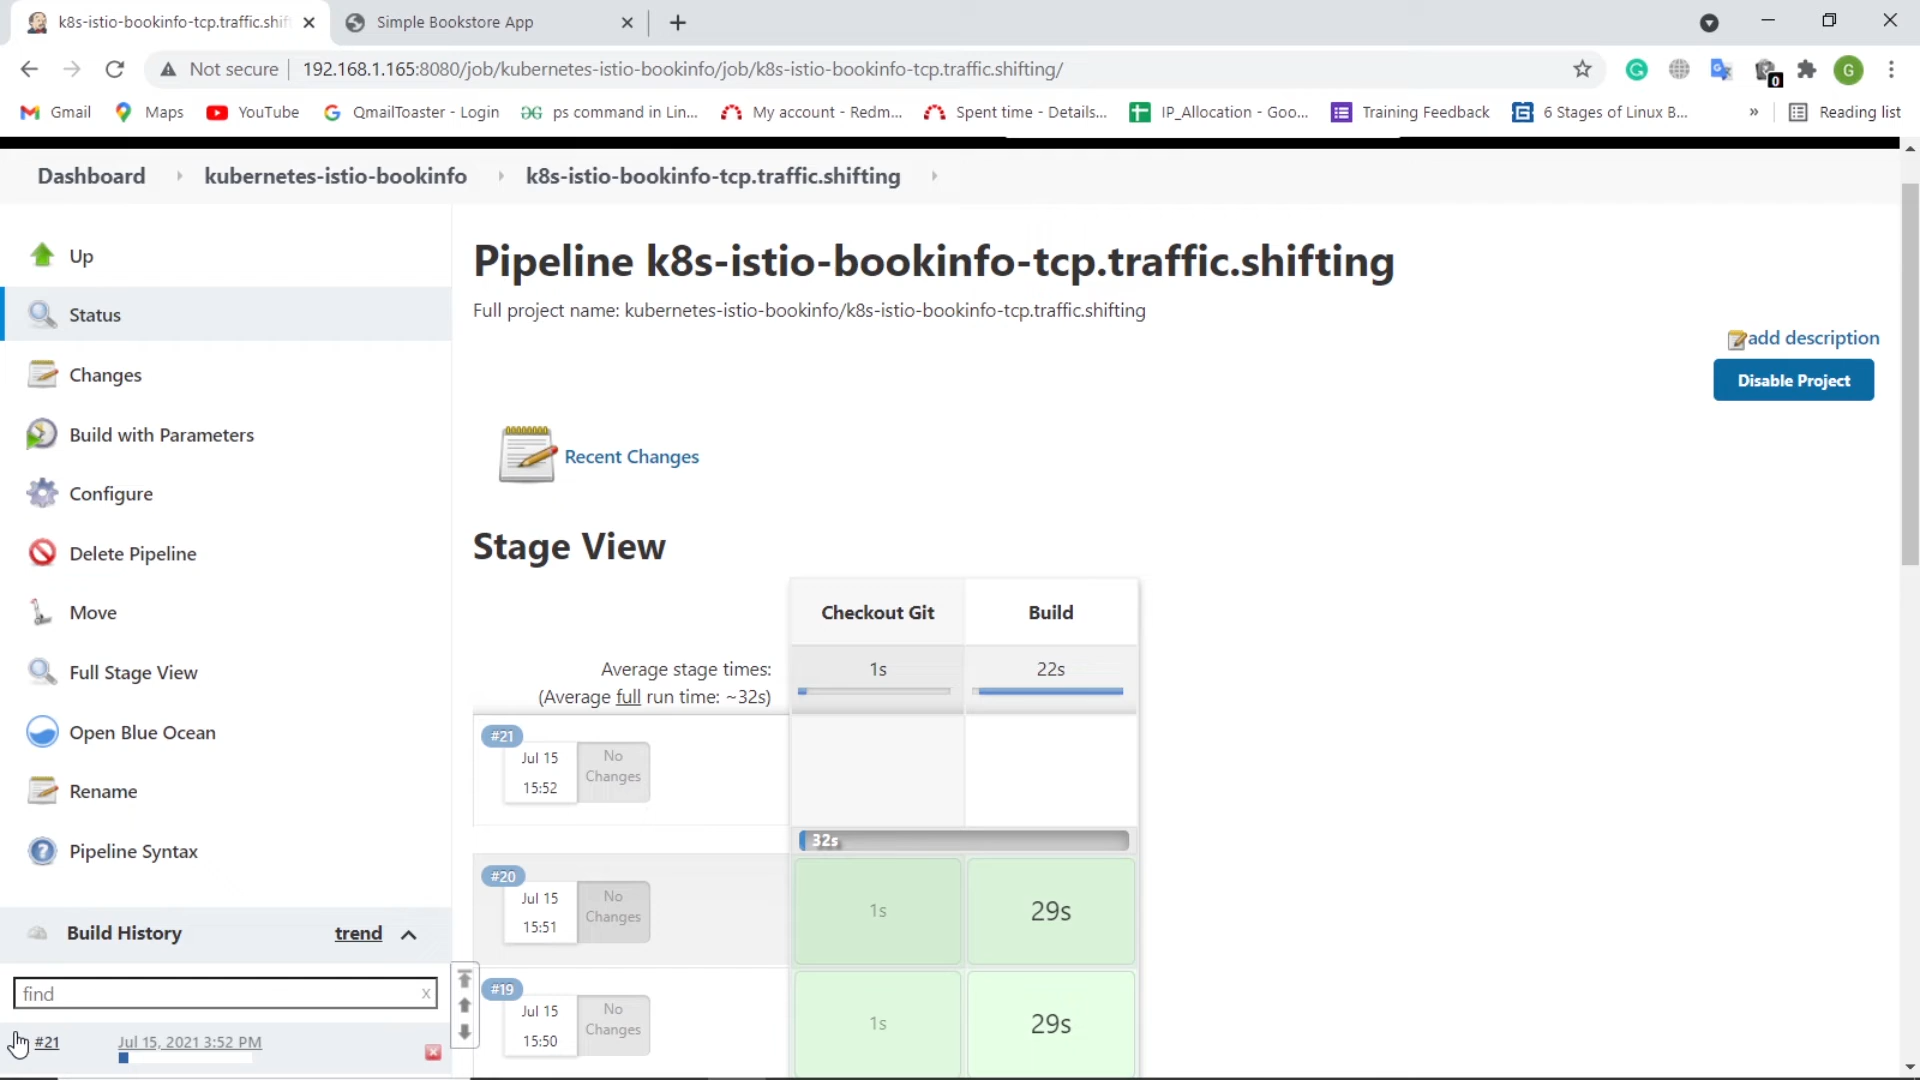 k8s-istio-bookinfo-tcp.traffic.shift
Simple Bookstore App
Not secure
192.168.1.165:8080/job/kubernetes-istio-bookinfo/job/k8s-istio-bookinfo-tcp.traffic.shifting/
0
G
Gmail
Maps
YouTube
QmailToaster - Login
ps command in Lin...
My account - Redm...
Spent time - Details...
IP_Allocation - Goo...
Training Feedback
6 Stages of Linux B...
»
Reading list
Dashboard
kubernetes-istio-bookinfo
k8s-istio-bookinfo-tcp.traffic.shifting
Up
Status
Changes
Build with Parameters
Configure
Delete Pipeline
Move
Full Stage View
Open Blue Ocean
Rename
Pipeline Syntax
Build History
trend
find
x
#21
Jul 15, 2021 3:52 PM
Pipeline k8s-istio-bookinfo-tcp.traffic.shifting
Full project name: kubernetes-istio-bookinfo/k8s-istio-bookinfo-tcp.traffic.shifting
add description
Disable Project
Recent Changes
Stage View
Checkout Git
Build
Average stage times:
(Average full run time: ~32s)
1s
22s
#21
Jul 15
15:52
No
Changes
32s
#20
Jul 15
15:51
No
Changes
1s
29s
#19
Jul 15
15:50
No
Changes
1s
29s